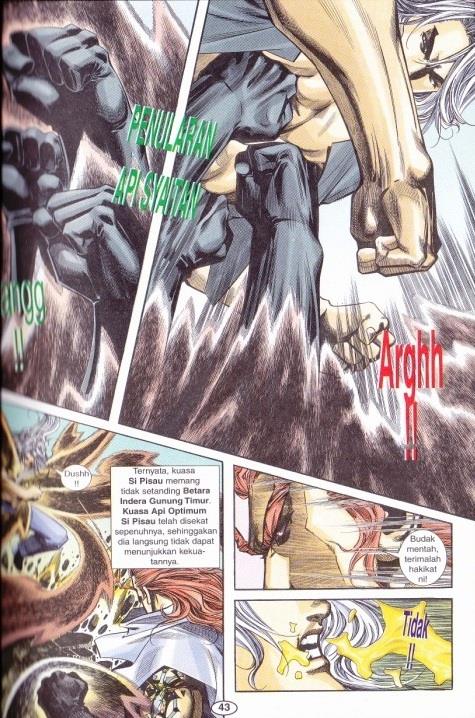 PENULARAN
API SYAITAN
angg
!!
Arghh
!!
Dushh
!!
Ternyata, kuasa
Si Pisau memang
tidak setanding Betara
Indera Gunung Timur.
Kuasa Api Optimum
Si Pisau telah disekat
sepenuhnya, sehinggakan
dia langsung tidak dapat
menunjukkan kekua-
tannya.
Budak
mentah,
terimalah
hakikat
ni!
Tidak
!!
43